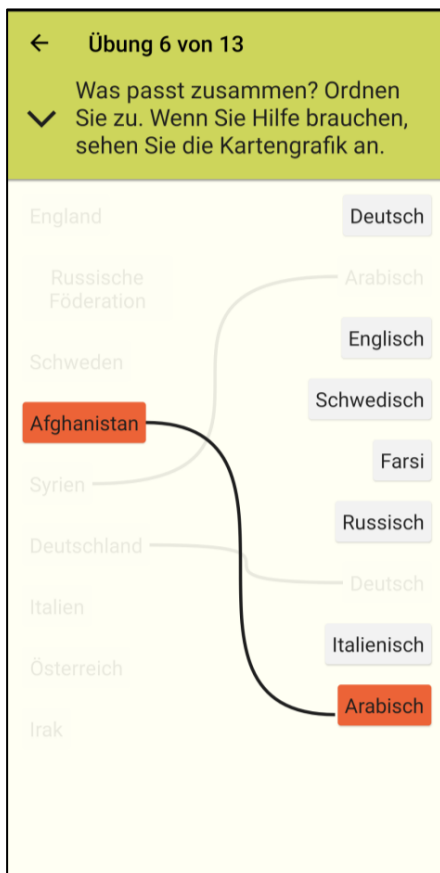 Übung 6 von 13
Was passt zusammen? Ordnen
Sie zu. Wenn Sie Hilfe brauchen,
sehen Sie die Kartengrafik an.
England
Deutsch
Russische
Föderation
Arabisch
Englisch
Schweden
Schwedisch
Afghanistan
Farsi
Syrien
Russisch
Deutschland
Deutsch
Italien
Italienisch
Österreich
Arabisch
Irak